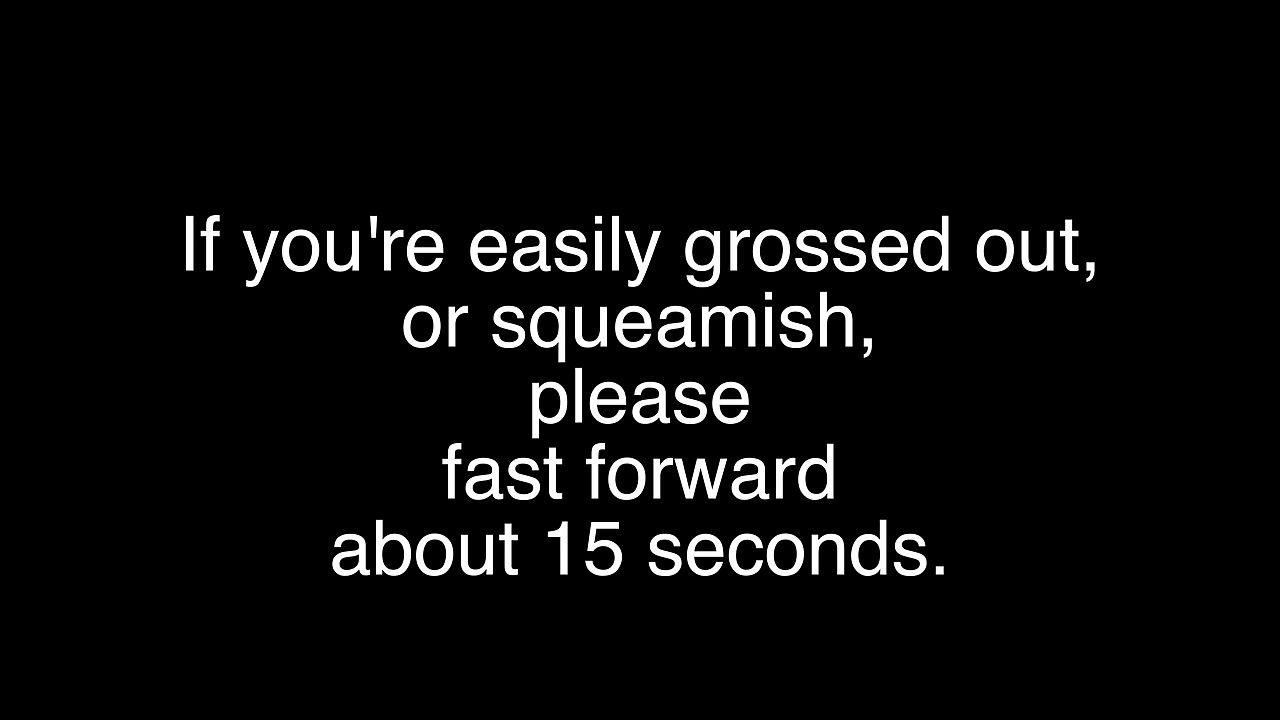 If you're easily grossed out,
or squeamish,
please
fast forward
about 15 seconds.